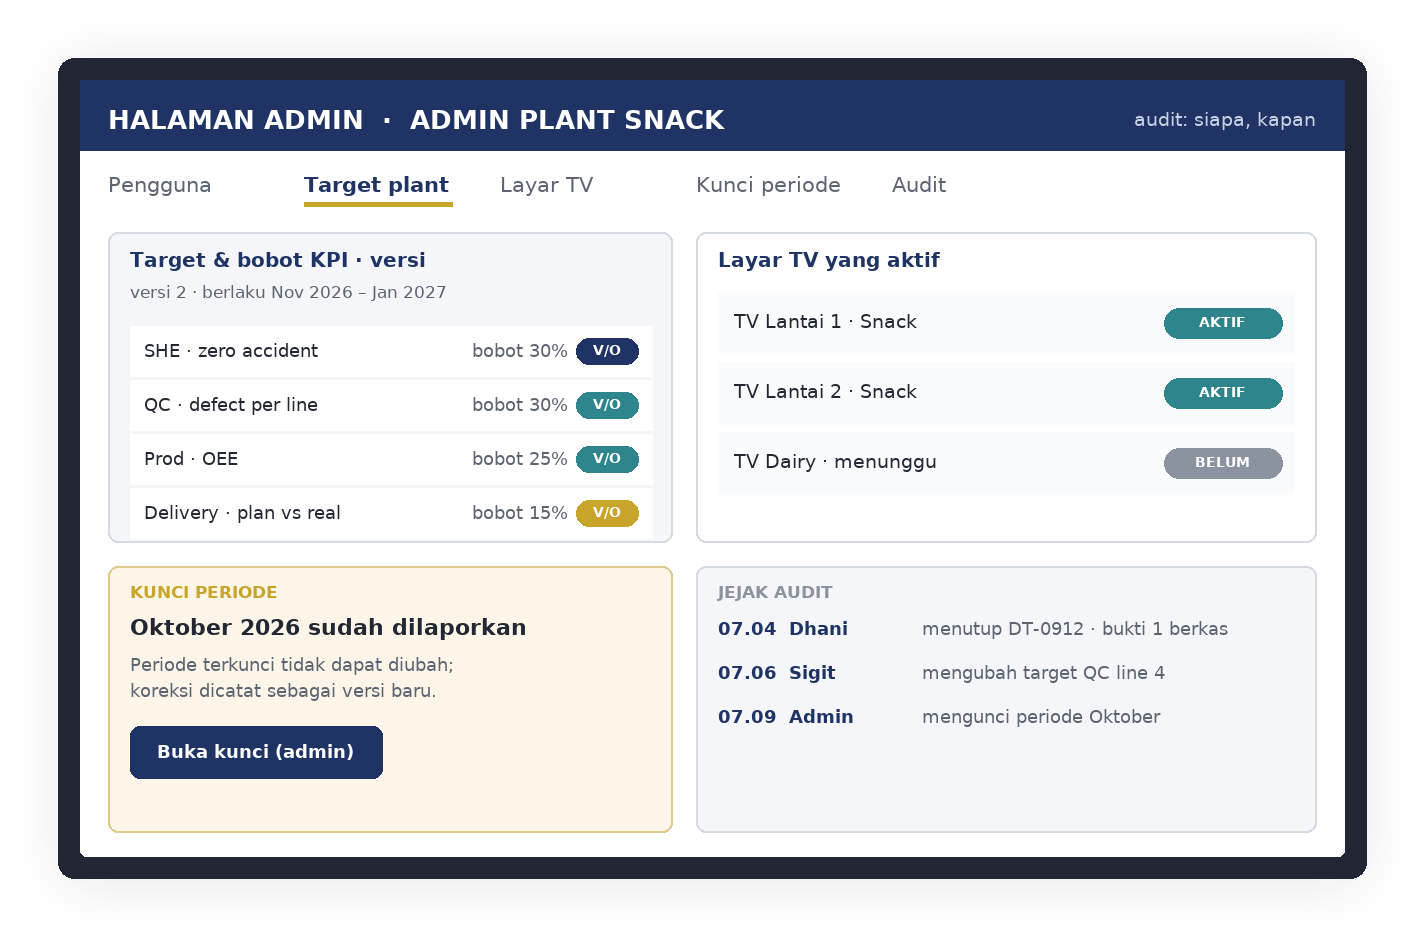 HALAMAN ADMIN · ADMIN PLANT SNACK
audit: siapa, kapan
Pengguna
Target plant
Layar TV
Kunci periode
Audit
Target & bobot KPI · versi
versi 2 · berlaku Nov 2026 – Jan 2027
SHE · zero accident bobot 30% V/O
QC · defect per line bobot 30% V/O
Prod · OEE bobot 25% V/O
Delivery · plan vs real bobot 15% V/O
Layar TV yang aktif
TV Lantai 1 · Snack AKTIF
TV Lantai 2 · Snack AKTIF
TV Dairy · menunggu BELUM
KUNCI PERIODE
Oktober 2026 sudah dilaporkan
Periode terkunci tidak dapat diubah;
koreksi dicatat sebagai versi baru.
Buka kunci (admin)
JEJAK AUDIT
07.04 Dhani menutup DT-0912 · bukti 1 berkas
07.06 Sigit mengubah target QC line 4
07.09 Admin mengunci periode Oktober